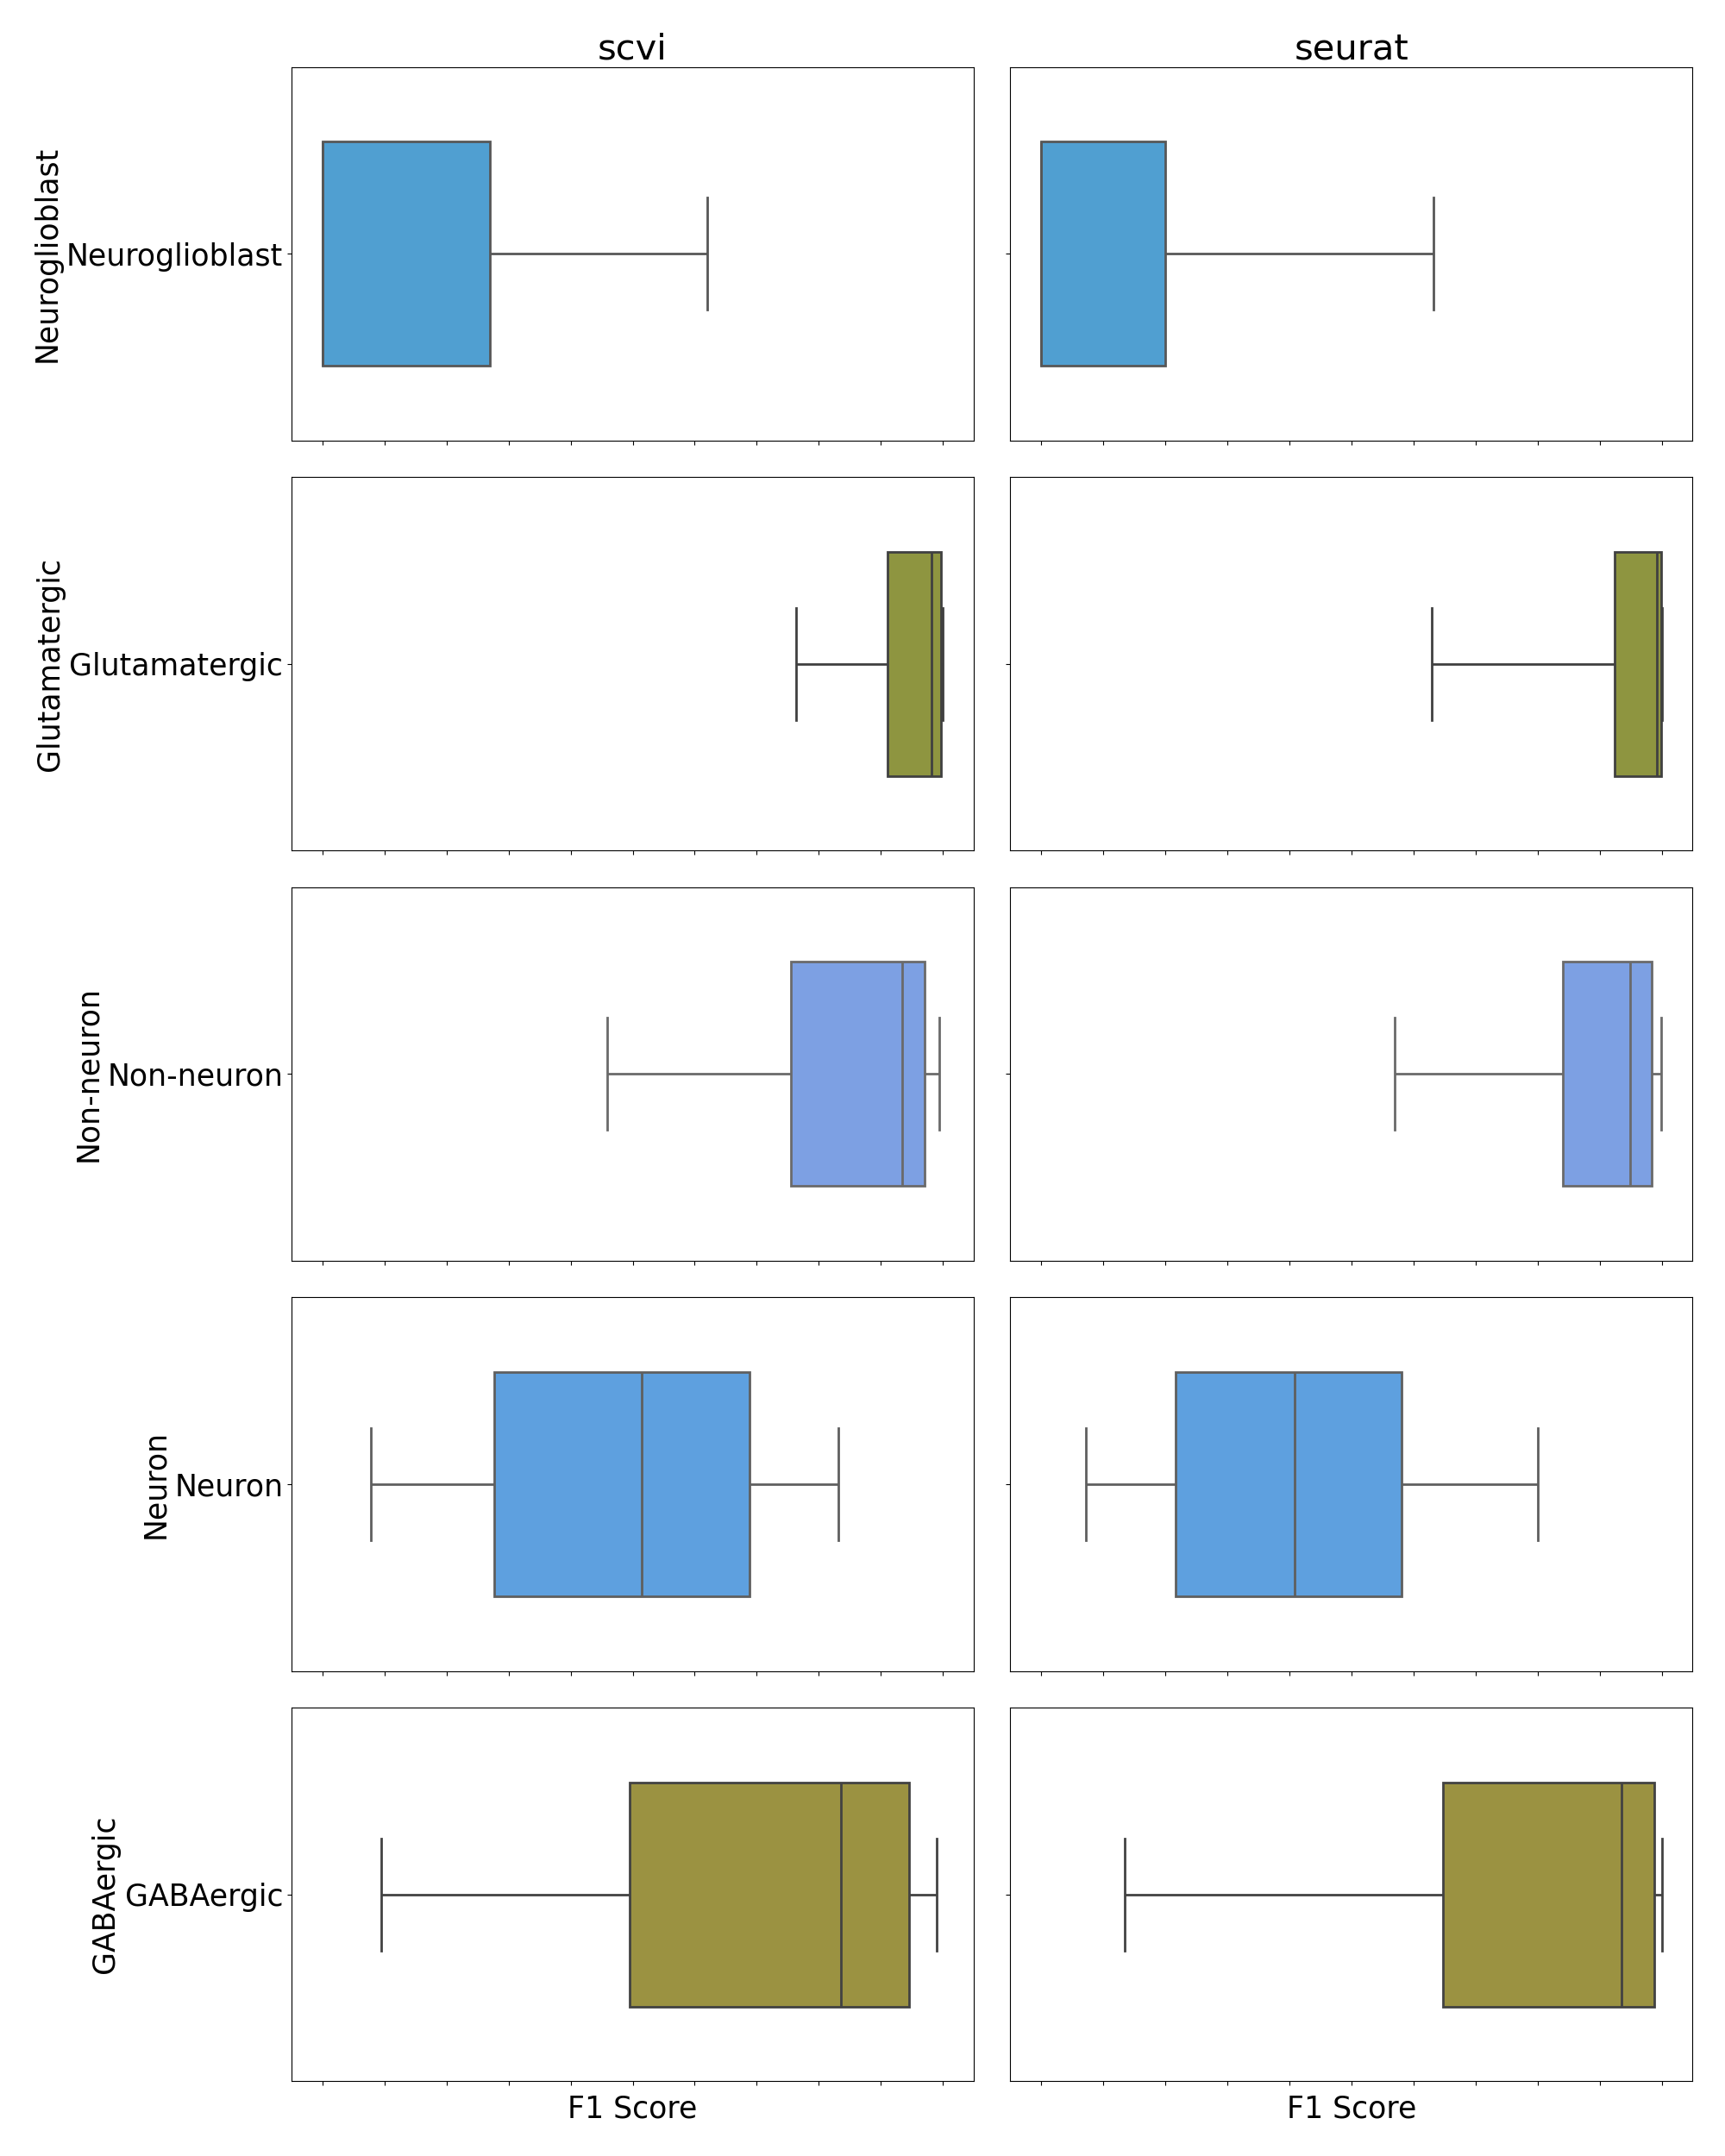 scvi
seurat
Neuroglioblast
Neuroglioblast
Glutamatergic
Glutamatergic
Non-neuron
Non-neuron
Neuron
Neuron
GABAergic
GABAergic
F1 Score
F1 Score